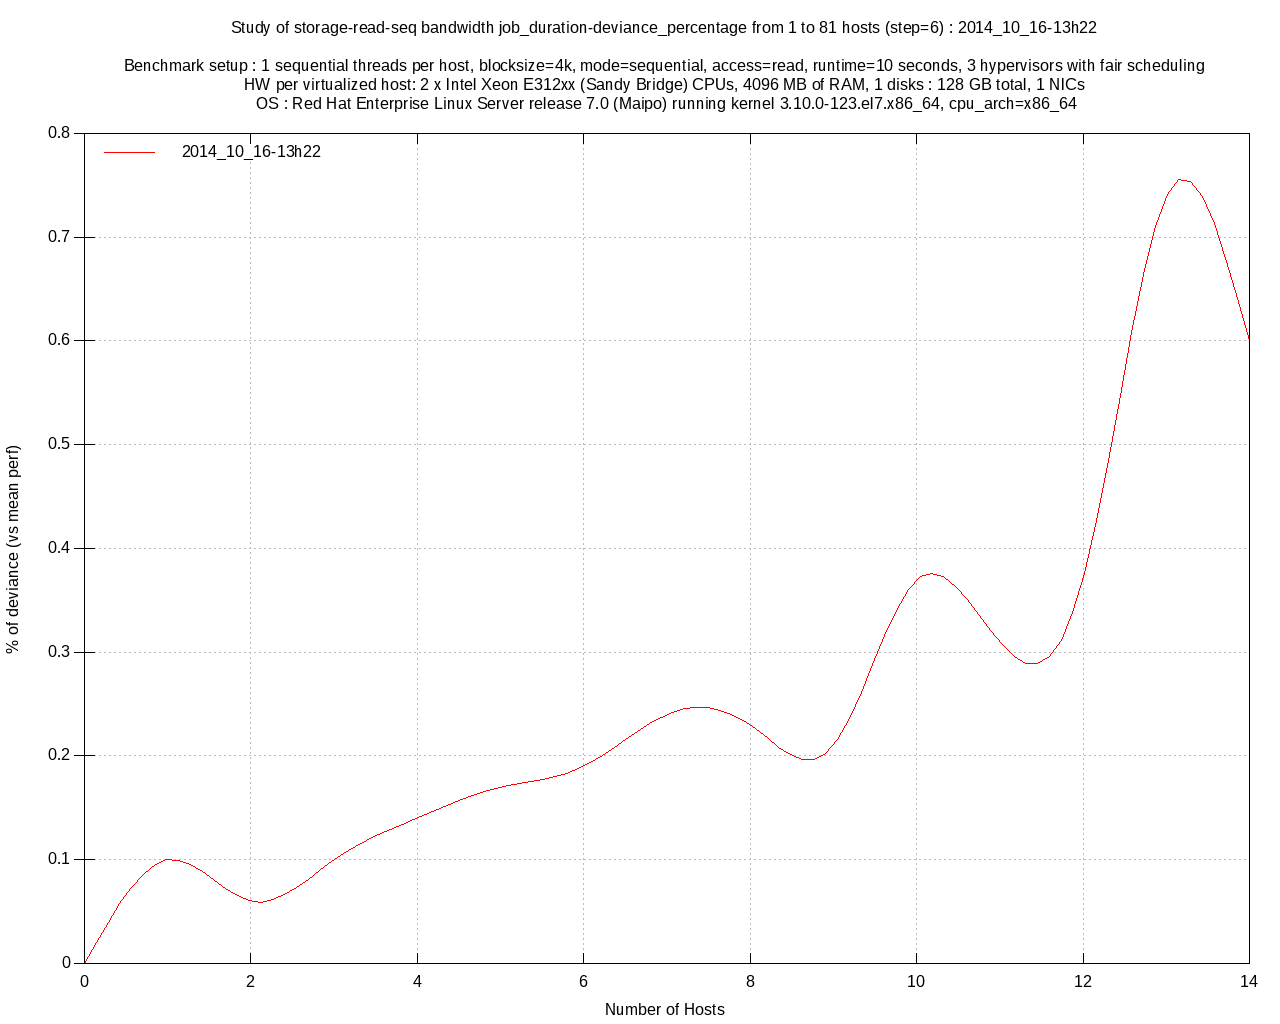 Study of storage-read-seq bandwidth job_duration-deviance_percentage from 1 to 81 hosts (step=6) : 2014_10_16-13h22
Benchmark setup : 1 sequential threads per host, blocksize=4k, mode=sequential, access=read, runtime=10 seconds, 3 hypervisors with fair scheduling
HW per virtualized host: 2 x Intel Xeon E312xx (Sandy Bridge) CPUs, 4096 MB of RAM, 1 disks : 128 GB total, 1 NICs
OS : Red Hat Enterprise Linux Server release 7.0 (Maipo) running kernel 3.10.0-123.el7.x86_64, cpu_arch=x86_64
2014_10_16-13h22
0.8
0.7
0.6
0.5
0.4
0.3
0.2
0.1
0
% of deviance (vs mean perf)
0 2 4 6 8 10 12 14
Number of Hosts